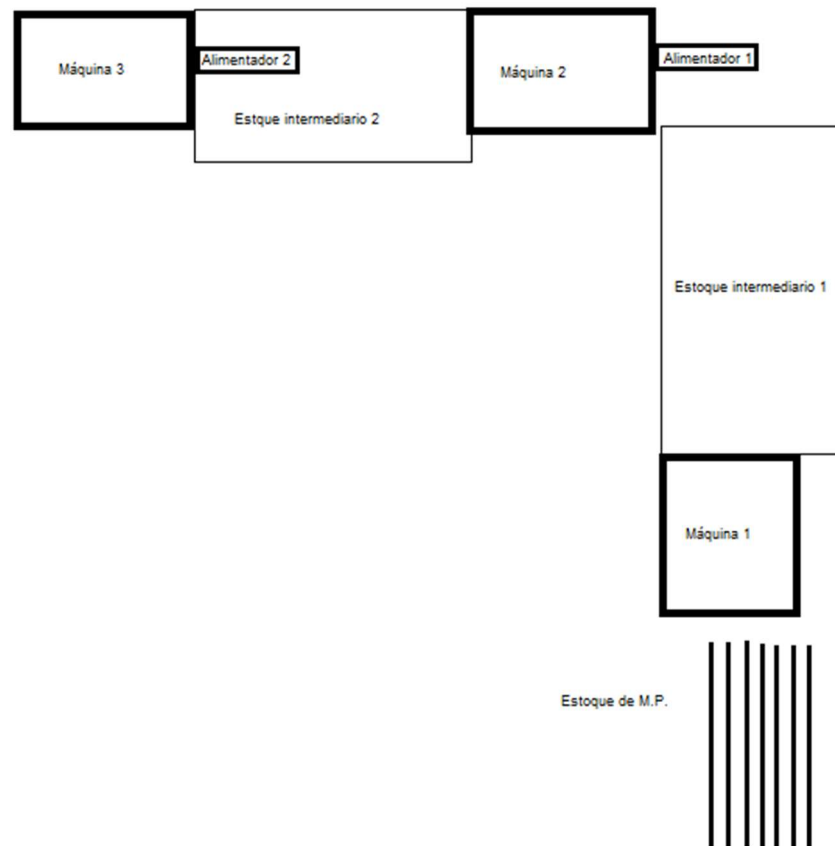 Máquina 3
Alimentador 2
Máquina 2
Alimentador 1
Estque intermediario 2
Estoque intermediario 1
Máquina 1
Estoque de M.P.